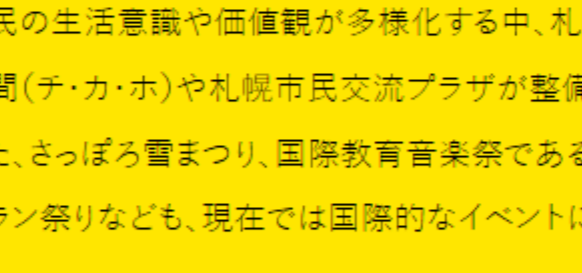 民の生活意識や価値観が多様化する中、札
間（チ・カ・ホ）や札幌市民交流プラザが整備
た、さっぽろ雪まつり、国際教育音楽祭である
ラン祭りなども、現在では国際的なイベントに